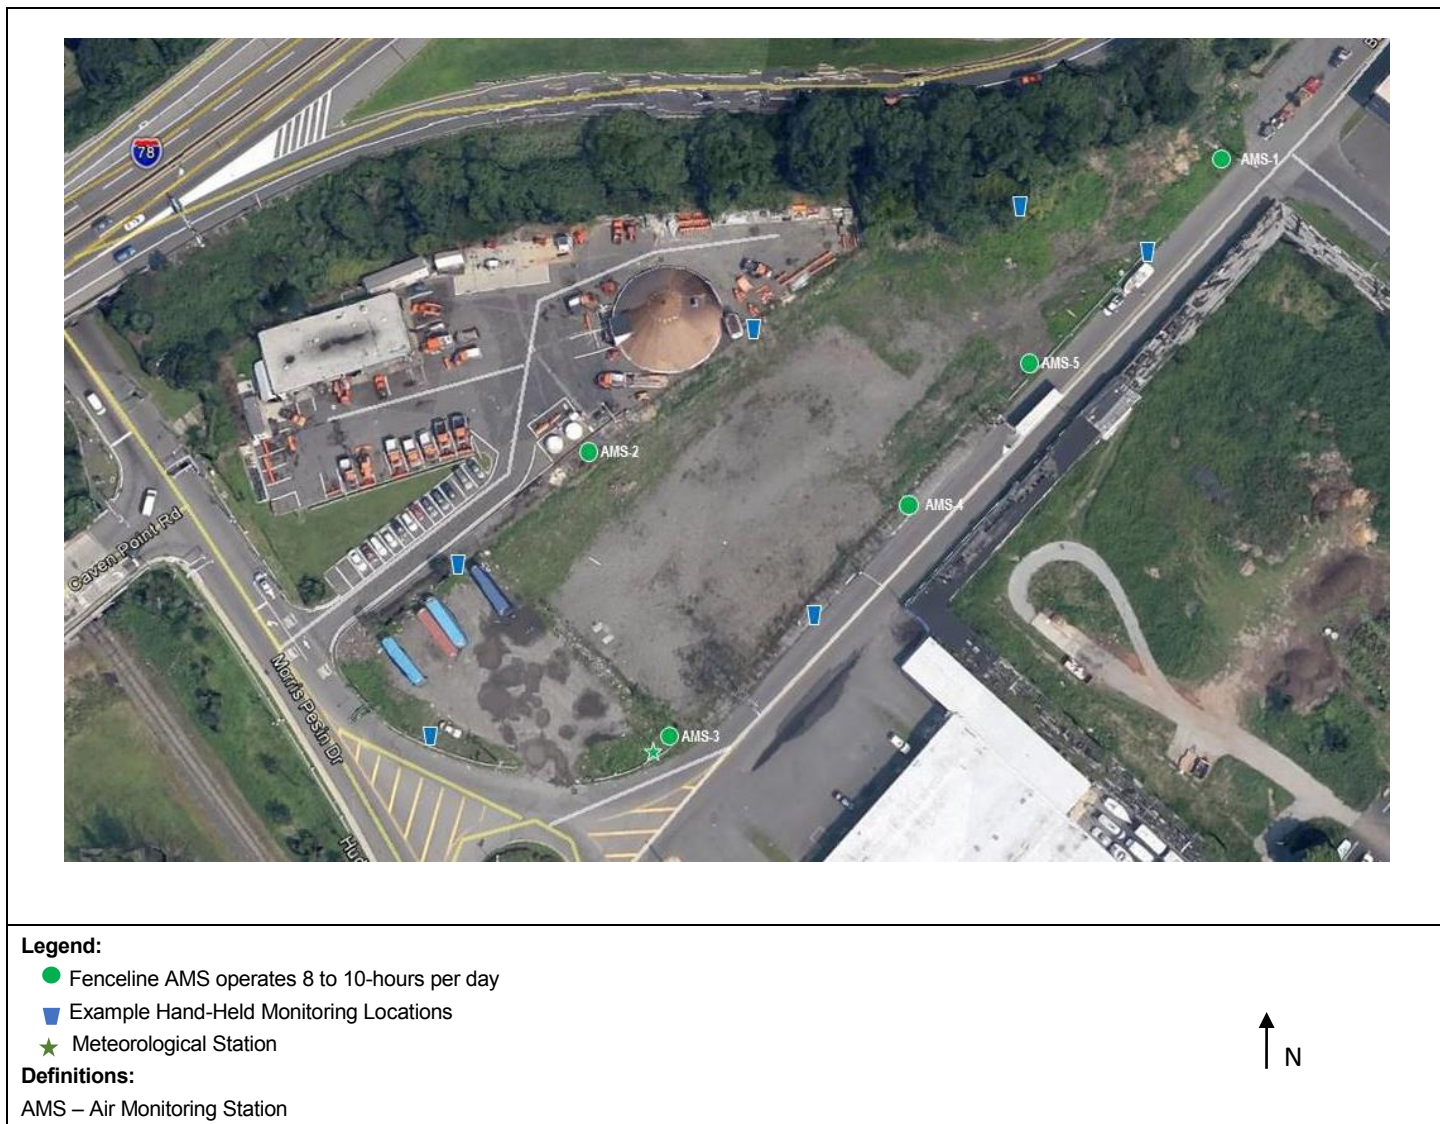 78
B
AMS-1
AMS-5
AMS-2
AMS-4
Caven Point Rd
Morris Pesin Dr
AMS-3
Hud
Legend:
Fenceline AMS operates 8 to 10-hours per day
Example Hand-Held Monitoring Locations
Meteorological Station
N
Definitions:
AMS – Air Monitoring Station